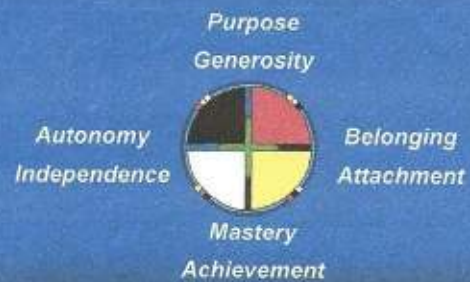 Purpose
Generosity
Autonomy
Independence
Belonging
Attachment
Mastery
Achievement